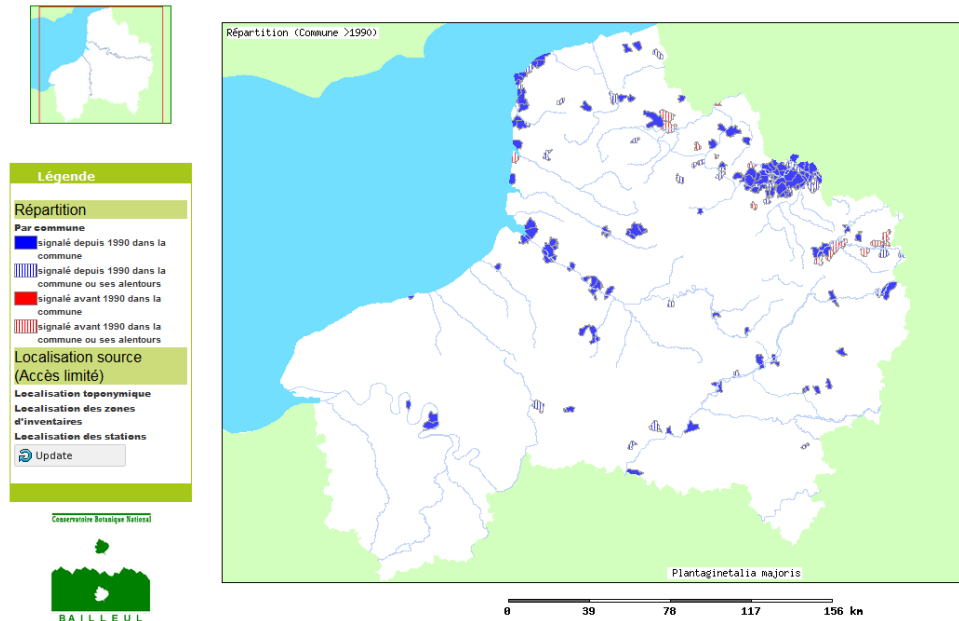 Répartition (Commune >1990)
Légende
Répartition
Par commune
signalé depuis 1990 dans la
commune
signalé depuis 1990 dans la
commune ou ses alentours
signalé avant 1990 dans la
commune
signalé avant 1990 dans la
commune ou ses alentours
Localisation source
(Accès limité)
Localisation toponymique
Localisation des zones
d'inventaires
Localisation des stations
Update
Conservatoire Botanique National
BAILLEUL
Plantaginetalia majoris
0 39 78 117 156 km